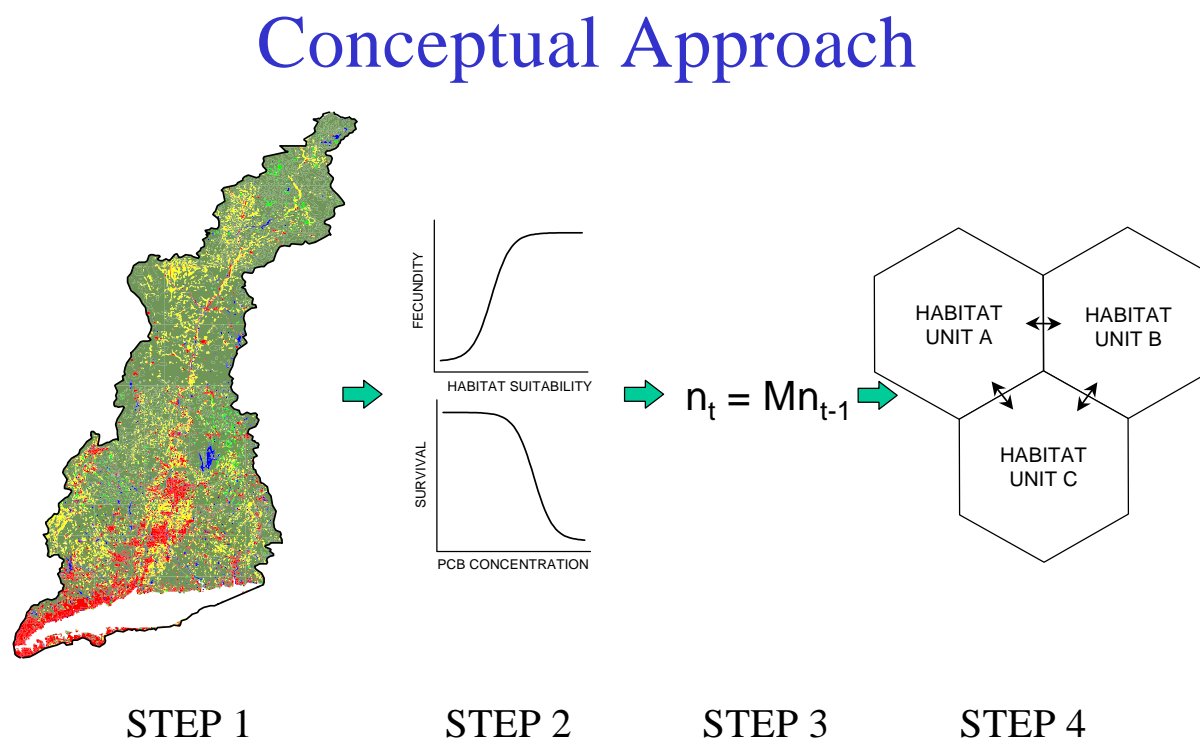 Conceptual Approach
FECUNDITY
HABITAT SUITABILITY
SURVIVAL
PCB CONCENTRATION
nₜ = Mnₜ₋₁
HABITAT
UNIT A
HABITAT
UNIT B
HABITAT
UNIT C
STEP 1
STEP 2
STEP 3
STEP 4